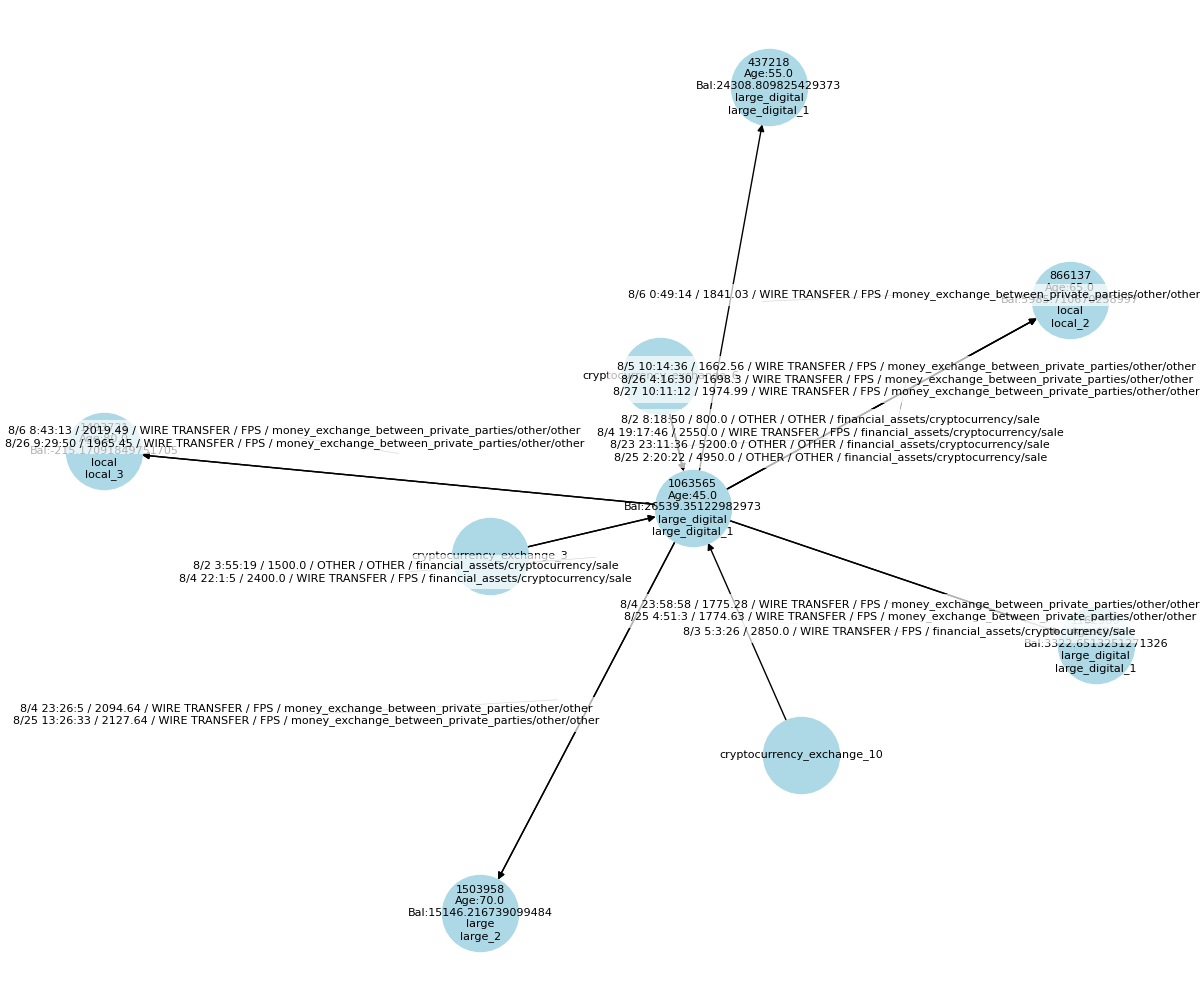 437218
Age:55.0
Bal:24308.809825429373
large_digital
large_digital_1
866137
Age:65.0
8/6 0:49:14 / 1841.03 / WIRE TRANSFER / FPS / money_exchange_between_private_parties/other/other
local
local_2
8/5 10:14:36 / 1662.56 / WIRE TRANSFER / FPS / money_exchange_between_private_parties/other/other
8/26 4:16:30 / 1698.3 / WIRE TRANSFER / FPS / money_exchange_between_private_parties/other/other
8/27 10:11:12 / 1974.99 / WIRE TRANSFER / FPS / money_exchange_between_private_parties/other/other
8/2 8:18:50 / 800.0 / OTHER / OTHER / financial_assets/cryptocurrency/sale
8/4 19:17:46 / 2550.0 / WIRE TRANSFER / FPS / financial_assets/cryptocurrency/sale
8/23 23:11:36 / 5200.0 / OTHER / OTHER / financial_assets/cryptocurrency/sale
8/25 2:20:22 / 4950.0 / OTHER / OTHER / financial_assets/cryptocurrency/sale
8/6 8:43:13 / 2019.49 / WIRE TRANSFER / FPS / money_exchange_between_private_parties/other/other
8/26 9:29:50 / 1965.45 / WIRE TRANSFER / FPS / money_exchange_between_private_parties/other/other
local
local_3
1063565
Age:45.0
Bal:26539.35122982973
large_digital
large_digital_1
cryptocurrency_exchange_3
8/2 3:55:19 / 1500.0 / OTHER / OTHER / financial_assets/cryptocurrency/sale
8/4 22:1:5 / 2400.0 / WIRE TRANSFER / FPS / financial_assets/cryptocurrency/sale
8/4 23:58:58 / 1775.28 / WIRE TRANSFER / FPS / money_exchange_between_private_parties/other/other
8/25 4:51:3 / 1774.63 / WIRE TRANSFER / FPS / money_exchange_between_private_parties/other/other
8/3 5:3:26 / 2850.0 / WIRE TRANSFER / FPS / financial_assets/cryptocurrency/sale
Bal:3322.6513251271326
large_digital
large_digital_1
8/4 23:26:5 / 2094.64 / WIRE TRANSFER / FPS / money_exchange_between_private_parties/other/other
8/25 13:26:33 / 2127.64 / WIRE TRANSFER / FPS / money_exchange_between_private_parties/other/other
cryptocurrency_exchange_10
1503958
Age:70.0
Bal:15146.216739099484
large
large_2